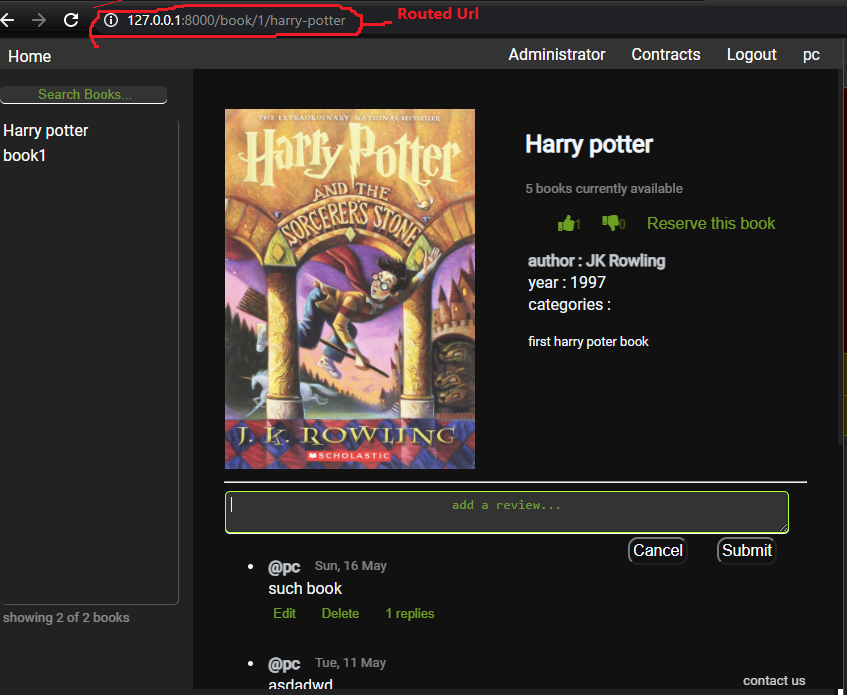 127.0.0.1:8000/book/1/harry-potter
Routed Url
Home
Administrator
Contracts
Logout
pc
Search Books...
Harry potter
book1
showing 2 of 2 books
THE EXTRAORDINARY NATIONAL BESTSELLER
Harry Potter
AND THE
SORCERER'S STONE
J. K. ROWLING
SCHOLASTIC
Harry potter
5 books currently available
1
0
Reserve this book
author : JK Rowling
year : 1997
categories :
first harry poter book
add a review...
Cancel
Submit
@pc Sun, 16 May
such book
Edit Delete 1 replies
@pc Tue, 11 May
asdadwd
contact us